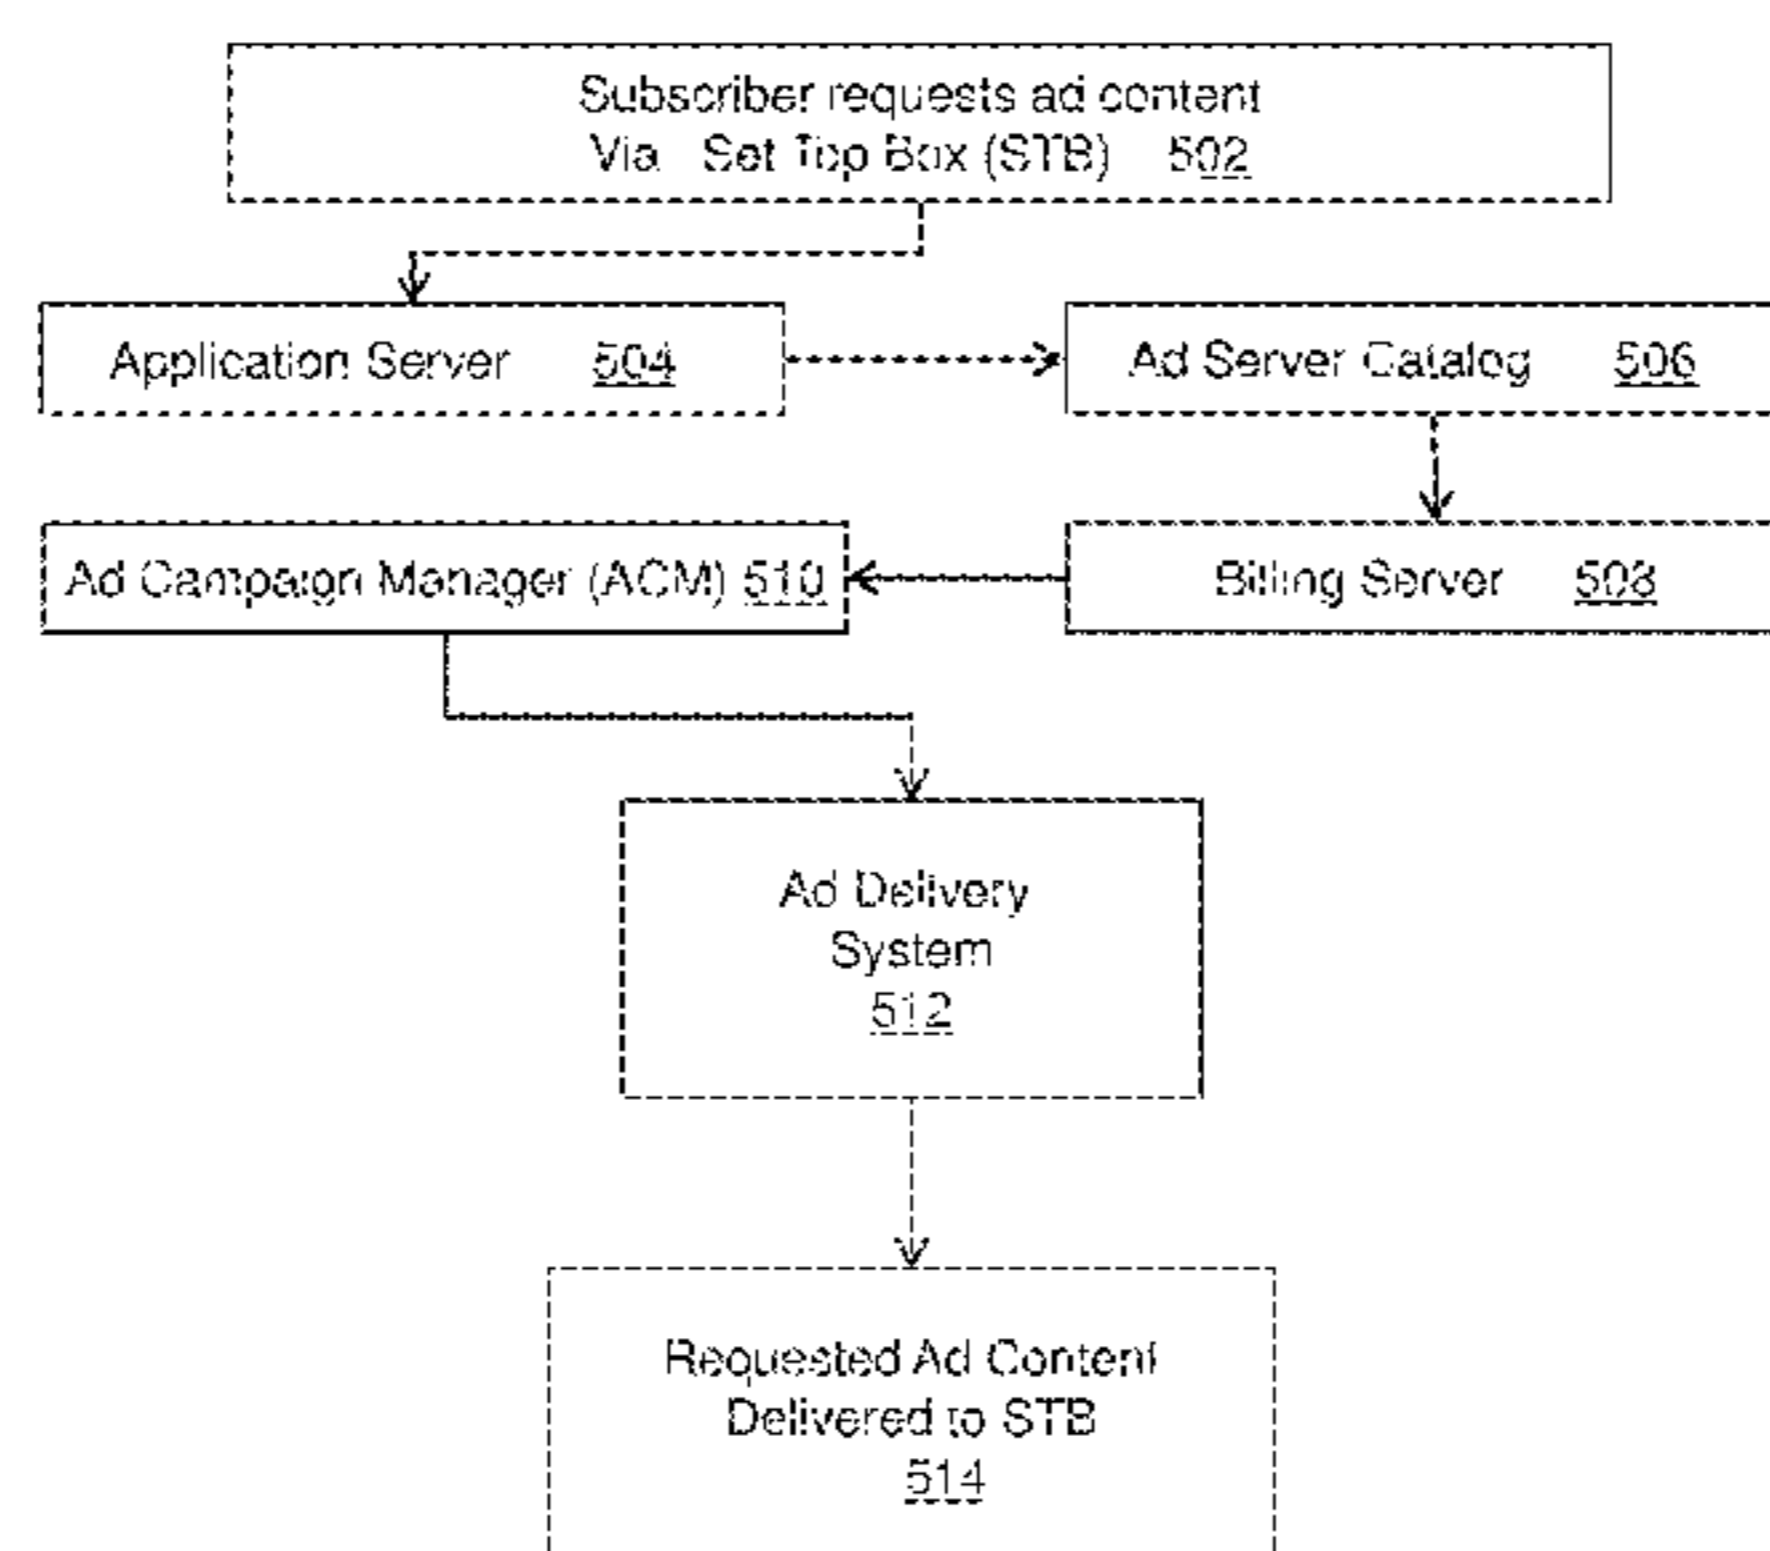 Subscriber requests ad content
Via Set Top Box (STB) 502
Application Server 504
Ad Server Catalog 506
Ad Campaign Manager (ACM) 510
Billing Server 508
Ad Delivery
System
512
Requested Ad Content
Delivered to STB
514